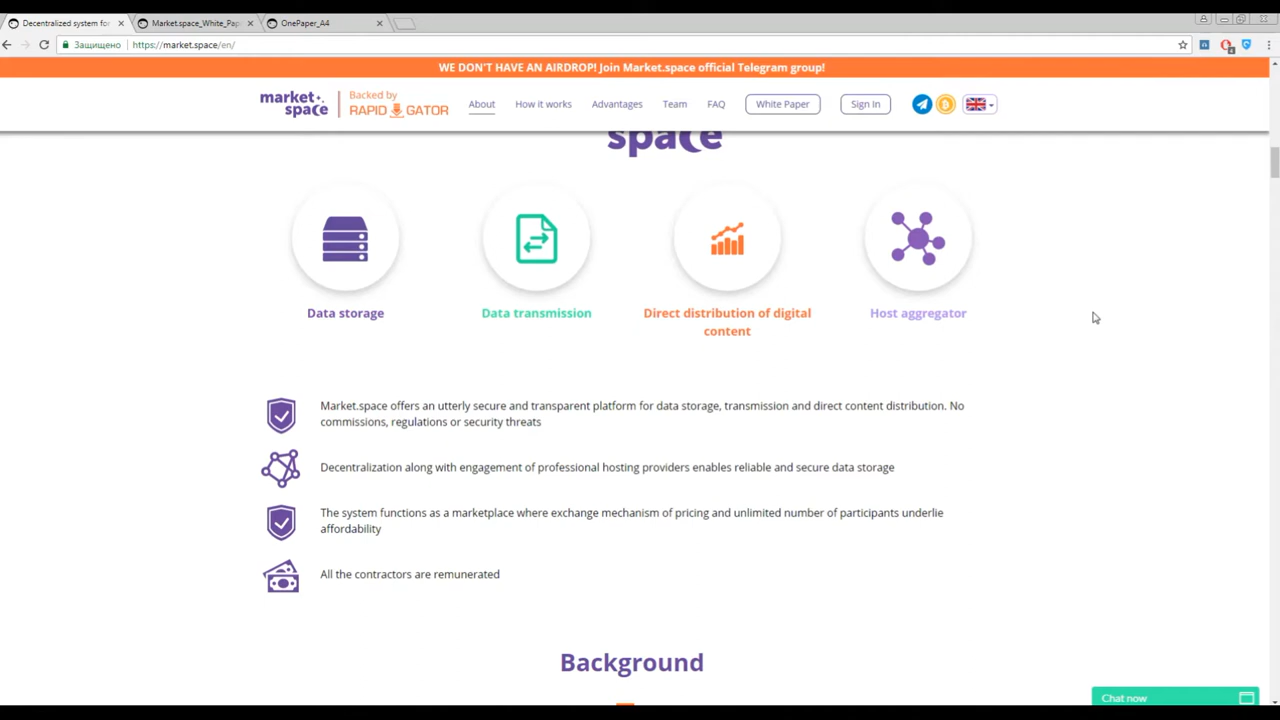 Decentralized system for
Market.space_White_Pap
OnePaper_A4
Защищено
https://market.space/en/
WE DON'T HAVE AN AIRDROP! Join Market.space official Telegram group!
market
space
Backed by
RAPID GATOR
About
How it works
Advantages
Team
FAQ
White Paper
Sign In
space
Data storage
Data transmission
Direct distribution of digital
content
Host aggregator
Market.space offers an utterly secure and transparent platform for data storage, transmission and direct content distribution. No
commissions, regulations or security threats
Decentralization along with engagement of professional hosting providers enables reliable and secure data storage
The system functions as a marketplace where exchange mechanism of pricing and unlimited number of participants underlie
affordability
All the contractors are remunerated
Background
Chat now